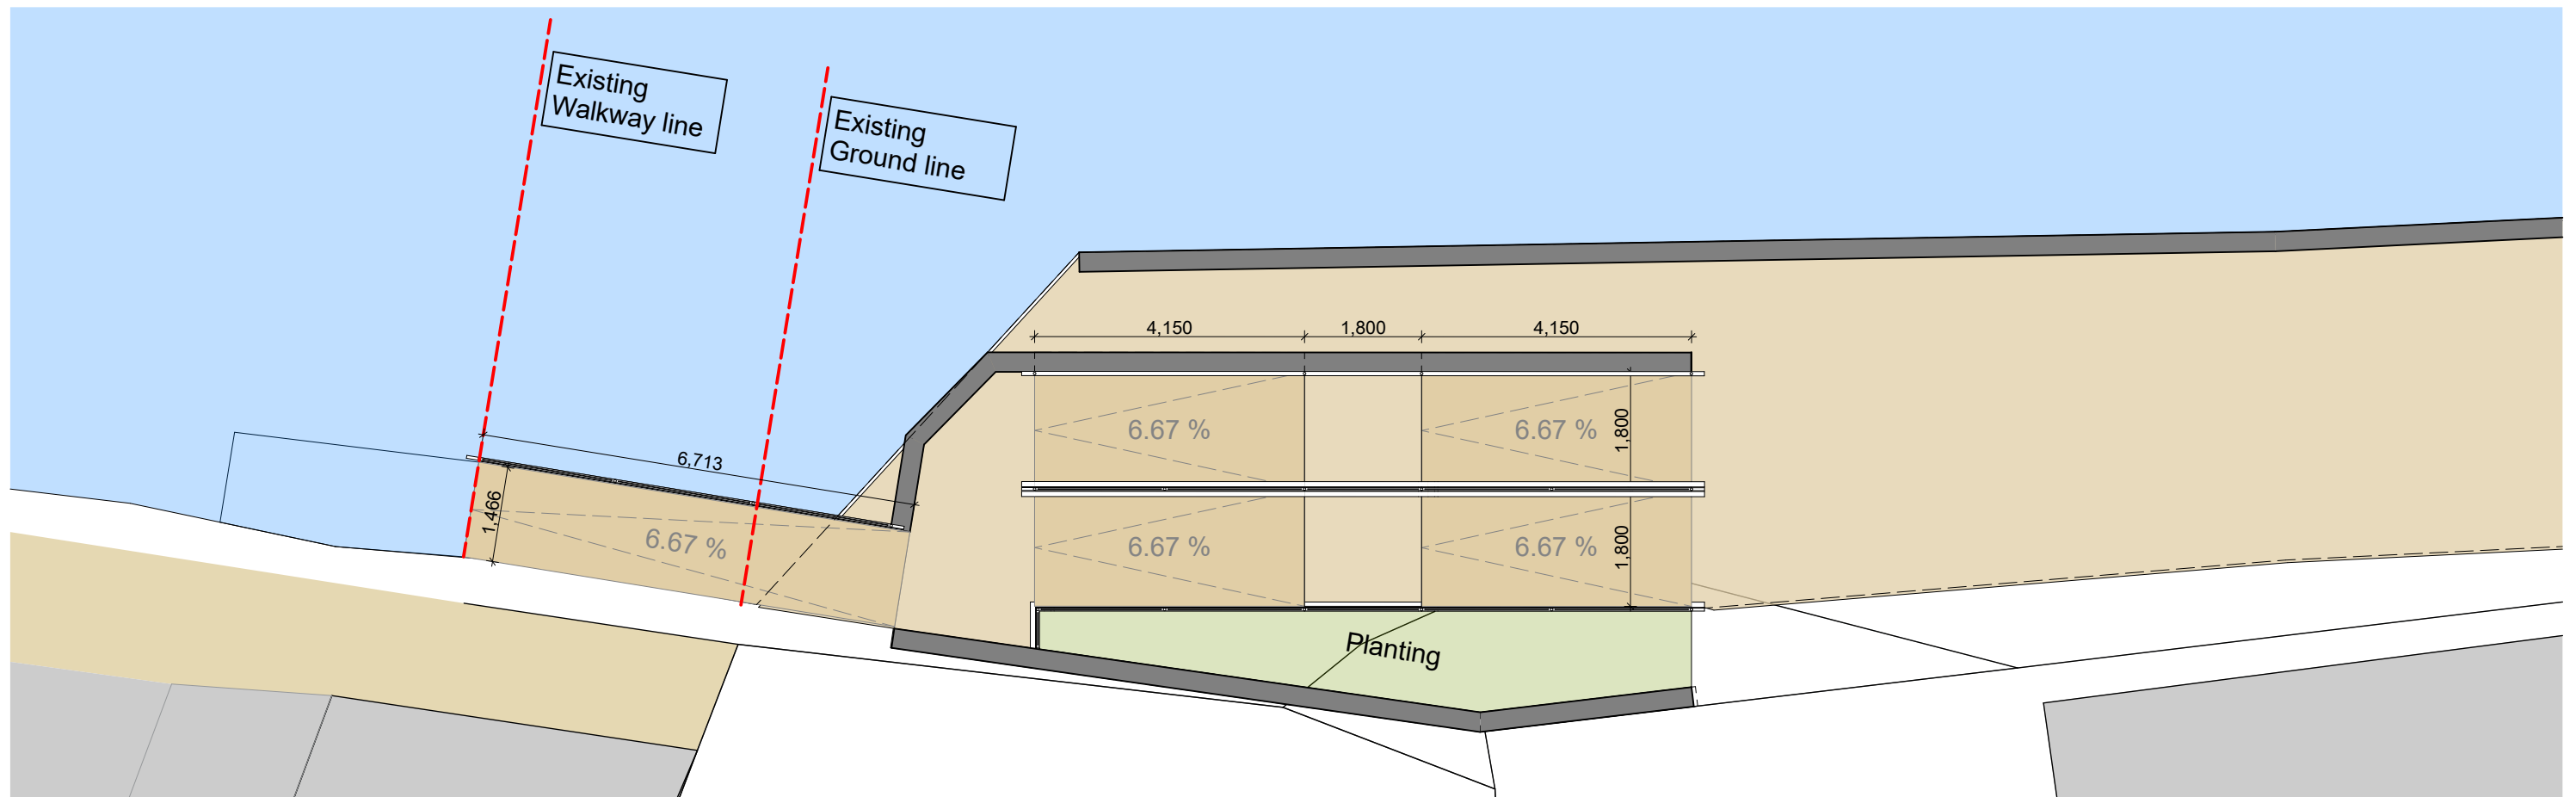 Existing
Walkway line
Existing
Ground line
4,150
1,800
4,150
6.67 %
6.67 %
1,800
6,713
1,466
6.67 %
6.67 %
6.67 %
1,800
Planting